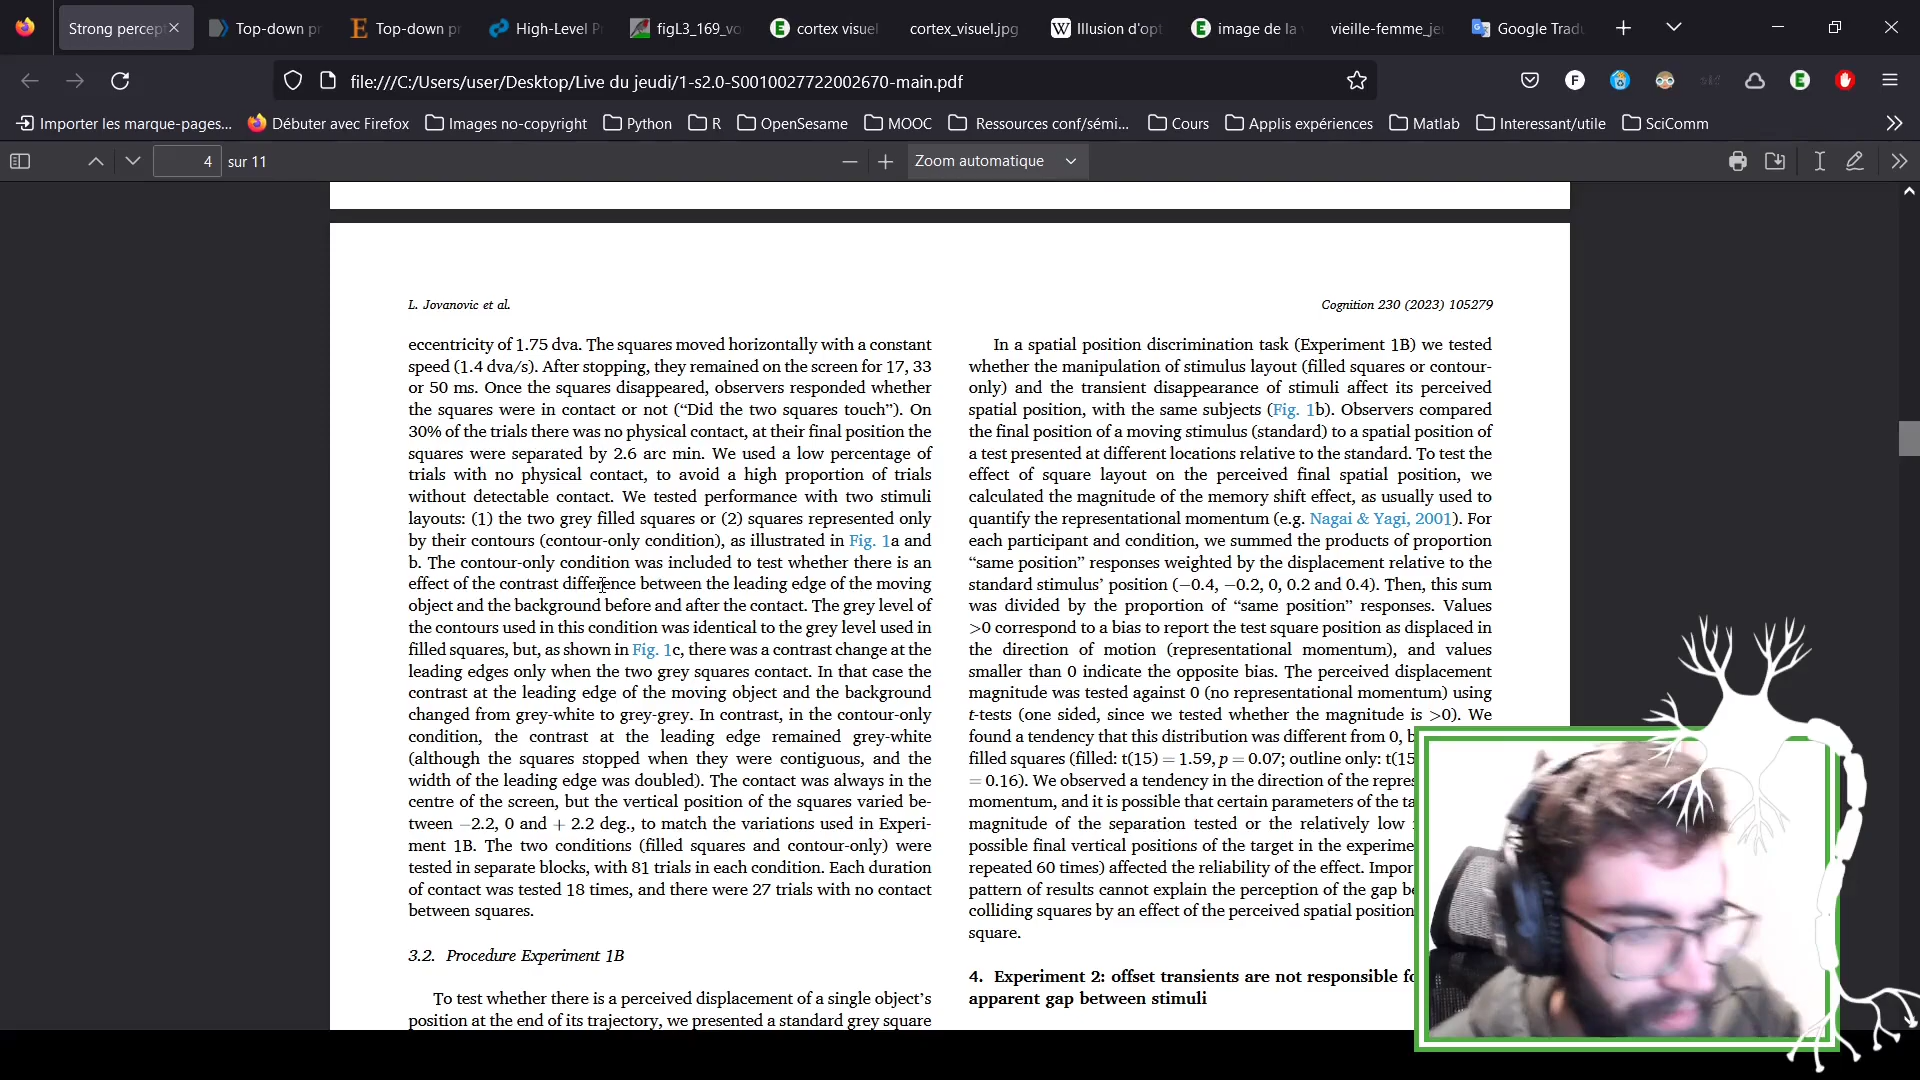 Strong percep
Top-down pr
Top-down pr
High-Level P
figL3_169_vo
cortex visuel
cortex_visuel.jpg
Illusion d'opt
image de la v
vieille-femme_je
Google Tradu
file:///C:/Users/user/Desktop/Live du jeudi/1-s2.0-S0010027722002670-main.pdf
Importer les marque-pages...
Débuter avec Firefox
Images no-copyright
Python
R
OpenSesame
MOOC
Ressources conf/sémi...
Cours
Applis expériences
Matlab
Interessant/utile
SciComm
4 sur 11
Zoom automatique
L. Jovanovic et al.
Cognition 230 (2023) 105279
eccentricity of 1.75 dva. The squares moved horizontally with a constant
speed (1.4 dva/s). After stopping, they remained on the screen for 17, 33
or 50 ms. Once the squares disappeared, observers responded whether
the squares were in contact or not (“Did the two squares touch”). On
30% of the trials there was no physical contact, at their final position the
squares were separated by 2.6 arc min. We used a low percentage of
trials with no physical contact, to avoid a high proportion of trials
without detectable contact. We tested performance with two stimuli
layouts: (1) the two grey filled squares or (2) squares represented only
by their contours (contour-only condition), as illustrated in Fig. 1a and
b. The contour-only condition was included to test whether there is an
effect of the contrast difference between the leading edge of the moving
object and the background before and after the contact. The grey level of
the contours used in this condition was identical to the grey level used in
filled squares, but, as shown in Fig. 1c, there was a contrast change at the
leading edges only when the two grey squares contact. In that case the
contrast at the leading edge of the moving object and the background
changed from grey-white to grey-grey. In contrast, in the contour-only
condition, the contrast at the leading edge remained grey-white
(although the squares stopped when they were contiguous, and the
width of the leading edge was doubled). The contact was always in the
centre of the screen, but the vertical position of the squares varied be-
tween −2.2, 0 and + 2.2 deg., to match the variations used in Experi-
ment 1B. The two conditions (filled squares and contour-only) were
tested in separate blocks, with 81 trials in each condition. Each duration
of contact was tested 18 times, and there were 27 trials with no contact
between squares.
3.2. Procedure Experiment 1B
To test whether there is a perceived displacement of a single object’s
position at the end of its trajectory, we presented a standard grey square
In a spatial position discrimination task (Experiment 1B) we tested
whether the manipulation of stimulus layout (filled squares or contour-
only) and the transient disappearance of stimuli affect its perceived
spatial position, with the same subjects (Fig. 1b). Observers compared
the final position of a moving stimulus (standard) to a spatial position of
a test presented at different locations relative to the standard. To test the
effect of square layout on the perceived final spatial position, we
calculated the magnitude of the memory shift effect, as usually used to
quantify the representational momentum (e.g. Nagai & Yagi, 2001). For
each participant and condition, we summed the products of proportion
“same position” responses weighted by the displacement relative to the
standard stimulus’ position (−0.4, −0.2, 0, 0.2 and 0.4). Then, this sum
was divided by the proportion of “same position” responses. Values
>0 correspond to a bias to report the test square position as displaced in
the direction of motion (representational momentum), and values
smaller than 0 indicate the opposite bias. The perceived displacement
magnitude was tested against 0 (no representational momentum) using
t-tests (one sided, since we tested whether the magnitude is >0). We
found a tendency that this distribution was different from 0, b
filled squares (filled: t(15) = 1.59, p = 0.07; outline only: t(15
= 0.16). We observed a tendency in the direction of the repres
momentum, and it is possible that certain parameters of the ta
magnitude of the separation tested or the relatively low
possible final vertical positions of the target in the experime
repeated 60 times) affected the reliability of the effect. Impor
pattern of results cannot explain the perception of the gap be
colliding squares by an effect of the perceived spatial position
square.
4. Experiment 2: offset transients are not responsible fo
apparent gap between stimuli